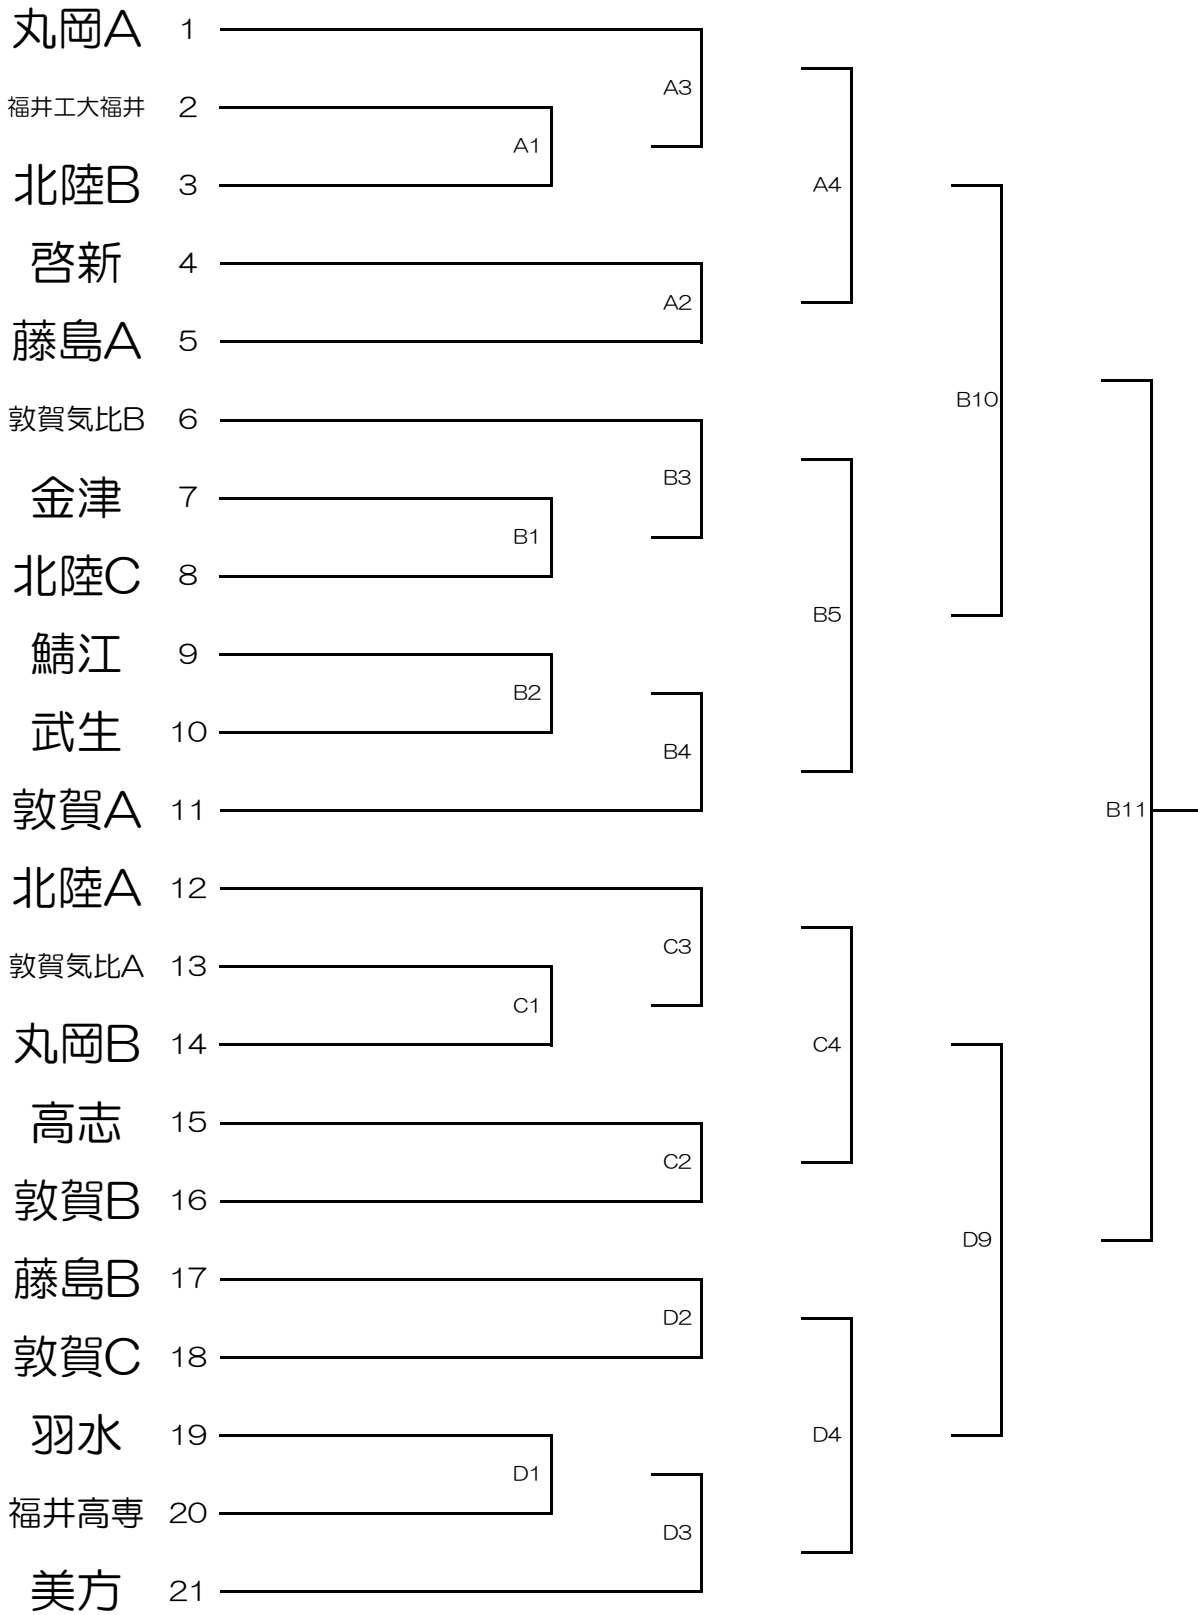 丸岡A 1
A3
福井工大福井 2
A1
北陸B 3
A4
啓新 4
A2
藤島A 5
B10
敦賀気比B 6
B3
金津 7
B1
北陸C 8
B5
鯖江 9
B2
武生 10
B4
敦賀A 11
B11
北陸A 12
C3
敦賀気比A 13
C1
丸岡B 14
C4
高志 15
C2
敦賀B 16
D9
藤島B 17
D2
敦賀C 18
羽水 19
D4
D1
福井高専 20
D3
美方 21